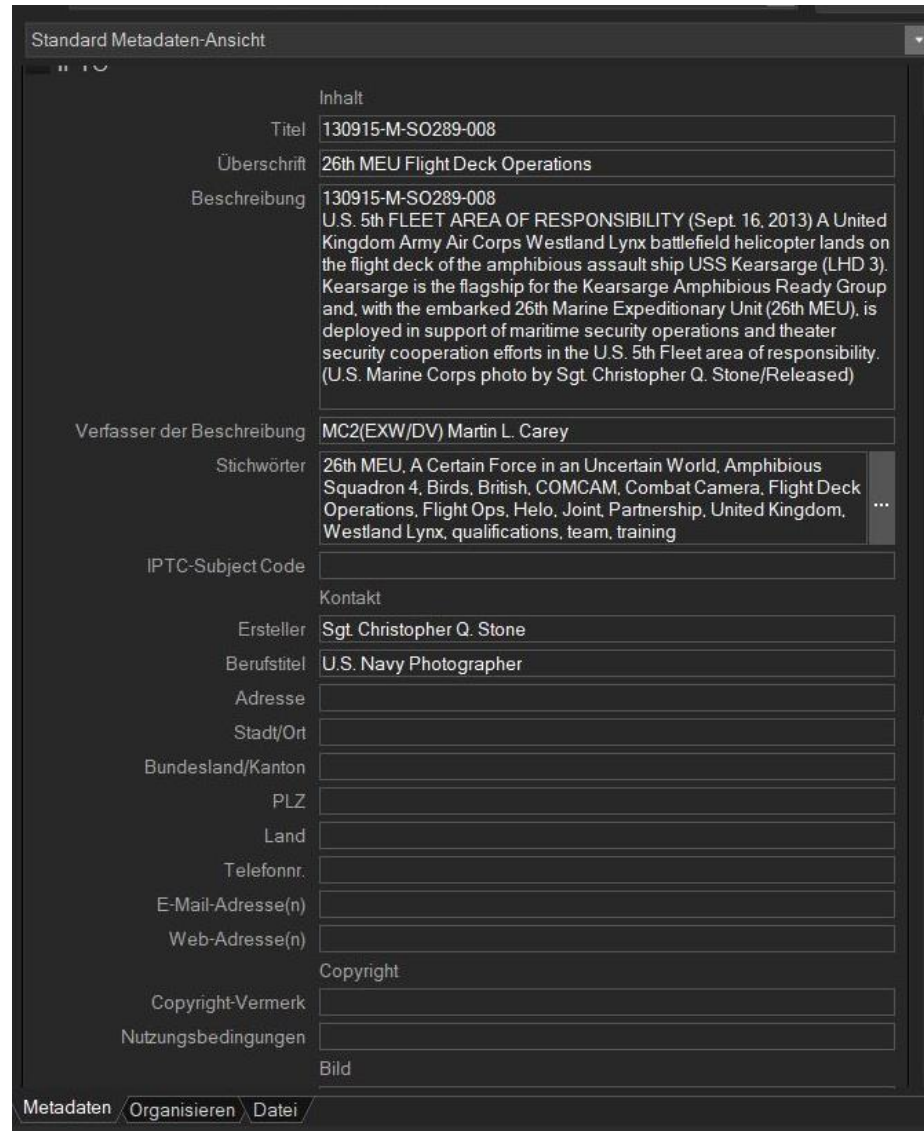 Standard Metadaten-Ansicht
IPTC
Inhalt
Titel 130915-M-SO289-008
Überschrift 26th MEU Flight Deck Operations
Beschreibung 130915-M-SO289-008
U.S. 5th FLEET AREA OF RESPONSIBILITY (Sept. 16, 2013) A United
Kingdom Army Air Corps Westland Lynx battlefield helicopter lands on
the flight deck of the amphibious assault ship USS Kearsarge (LHD 3).
Kearsarge is the flagship for the Kearsarge Amphibious Ready Group
and, with the embarked 26th Marine Expeditionary Unit (26th MEU), is
deployed in support of maritime security operations and theater
security cooperation efforts in the U.S. 5th Fleet area of responsibility.
(U.S. Marine Corps photo by Sgt. Christopher Q. Stone/Released)
Verfasser der Beschreibung MC2(EXW/DV) Martin L. Carey
Stichwörter 26th MEU, A Certain Force in an Uncertain World, Amphibious
Squadron 4, Birds, British, COMCAM, Combat Camera, Flight Deck
Operations, Flight Ops, Helo, Joint, Partnership, United Kingdom,
Westland Lynx, qualifications, team, training
...
IPTC-Subject Code
Kontakt
Ersteller Sgt. Christopher Q. Stone
Berufstitel U.S. Navy Photographer
Adresse
Stadt/Ort
Bundesland/Kanton
PLZ
Land
Telefonnr.
E-Mail-Adresse(n)
Web-Adresse(n)
Copyright
Copyright-Vermerk
Nutzungsbedingungen
Bild
Metadaten Organisieren Datei